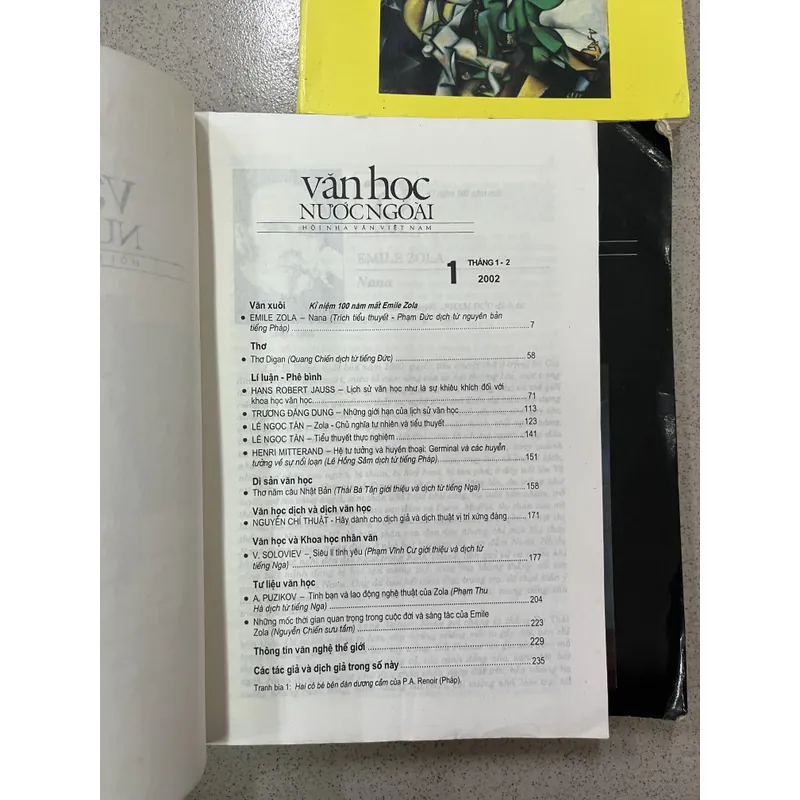 văn học
NƯỚC NGOÀI
HỘI NHÀ VĂN VIỆT NAM
1 THÁNG 1 - 2
2002
Văn xuôi Kỉ niệm 100 năm mất Emile Zola
• EMILE ZOLA – Nana (Trích tiểu thuyết - Phạm Đức dịch từ nguyên bản
tiếng Pháp) 7
Thơ
• Thơ Digan (Quang Chiến dịch từ tiếng Đức) 58
Lí luận - Phê bình
• HANS ROBERT JAUSS – Lịch sử văn học như là sự khiêu khích đối với
khoa học văn học 71
• TRƯƠNG ĐĂNG DUNG – Những giới hạn của lịch sử văn học 113
• LÊ NGỌC TÂN – Zola - Chủ nghĩa tự nhiên và tiểu thuyết 123
• LÊ NGỌC TÂN – Tiểu thuyết thực nghiệm 141
• HENRI MITTERAND – Hệ tư tưởng và huyền thoại: Germinal và các huyễn
tưởng về sự nổi loạn (Lê Hồng Sâm dịch từ tiếng Pháp) 151
Di sản văn học
• Thơ năm câu Nhật Bản (Thái Bá Tân giới thiệu và dịch từ tiếng Nga) 158
Văn học dịch và dịch văn học
• NGUYỄN CHÍ THUẬT - Hãy dành cho dịch giả và dịch thuật vị trí xứng đáng 171
Văn học và Khoa học nhân văn
• V. SOLOVIEV – Siêu lí tình yêu (Phạm Vĩnh Cư giới thiệu và dịch từ
tiếng Nga) 177
Tư liệu văn học
• A. PUZIKOV – Tình bạn và lao động nghệ thuật của Zola (Phạm Thu
Hà dịch từ tiếng Nga) 204
• Những mốc thời gian quan trọng trong cuộc đời và sáng tác của Emile
Zola (Nguyễn Chiến sưu tầm) 223
Thông tin văn nghệ thế giới 229
Các tác giả và dịch giả trong số này 235
Tranh bìa 1: Hai cô bé bên đàn dương cầm của P.A. Renoir (Pháp).
EMILE ZOLA
Nana